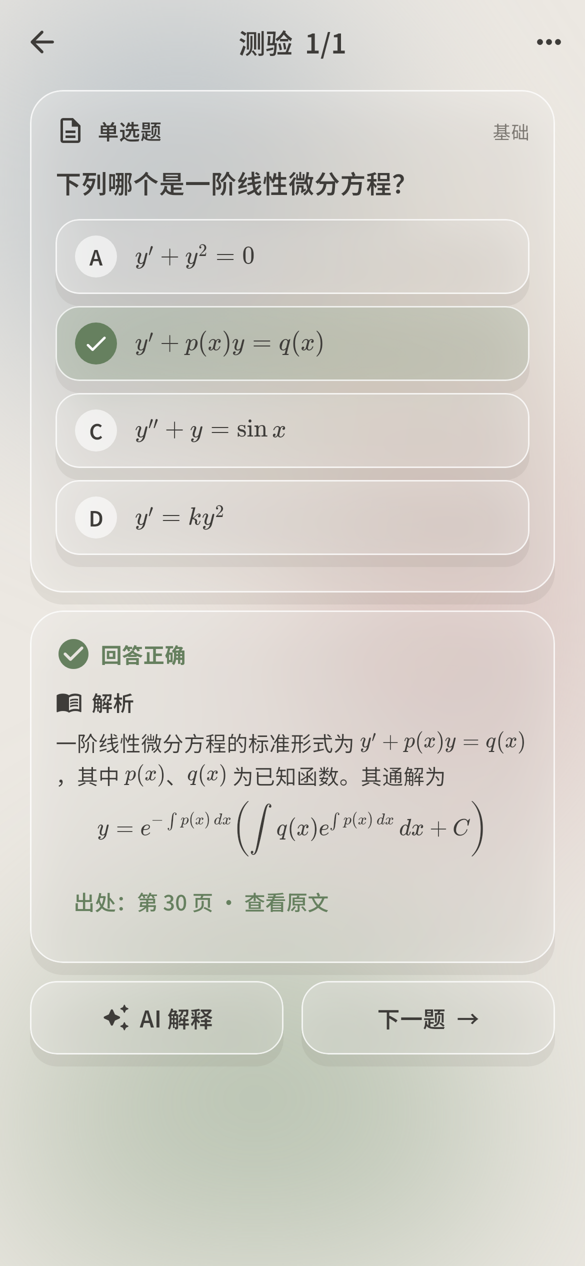 测验 1/1
单选题
基础
下列哪个是一阶线性微分方程？
A y′ + y² = 0
y′ + p(x)y = q(x)
C y″ + y = sin x
D y′ = ky²
回答正确
解析
一阶线性微分方程的标准形式为 y′ + p(x)y = q(x)
，其中 p(x)、q(x) 为已知函数。其通解为
y = e^{−∫ p(x) dx} (∫ q(x)e^{∫ p(x) dx} dx + C)
出处：第 30 页 · 查看原文
AI 解释
下一题 →